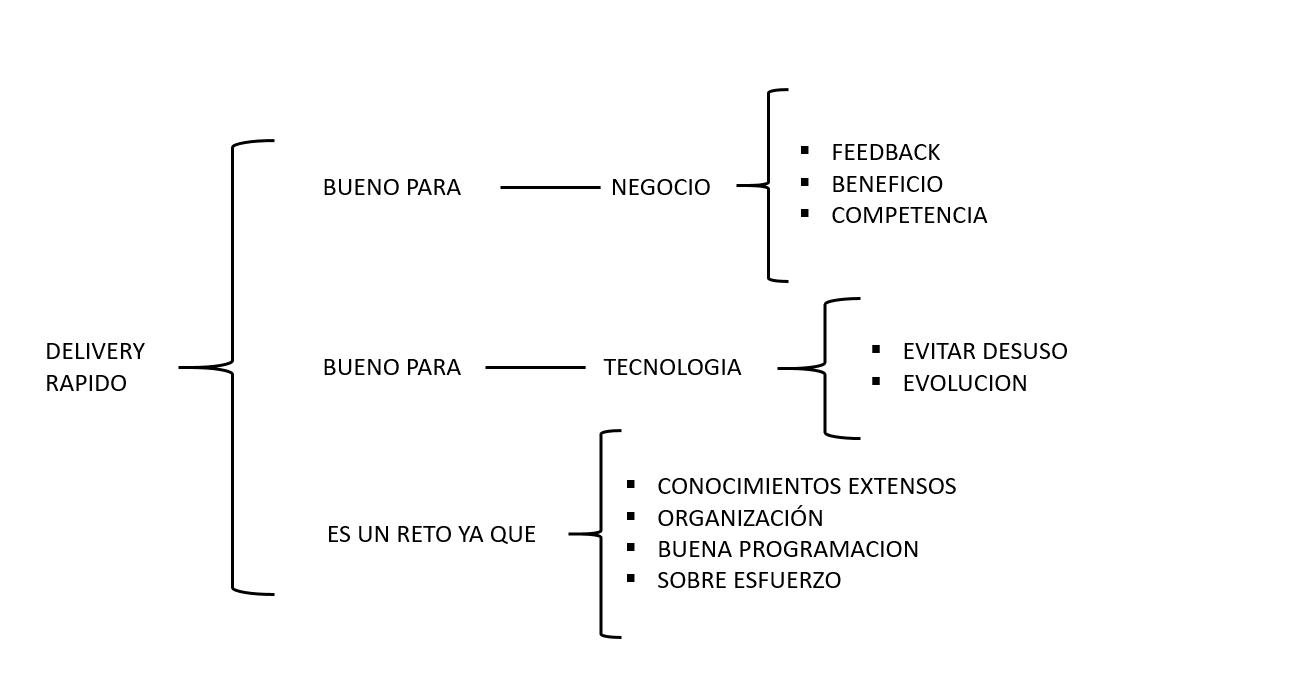 DELIVERY
RAPIDO
BUENO PARA
NEGOCIO
FEEDBACK
BENEFICIO
COMPETENCIA
BUENO PARA
TECNOLOGIA
EVITAR DESUSO
EVOLUCION
ES UN RETO YA QUE
CONOCIMIENTOS EXTENSOS
ORGANIZACIÓN
BUENA PROGRAMACION
SOBRE ESFUERZO